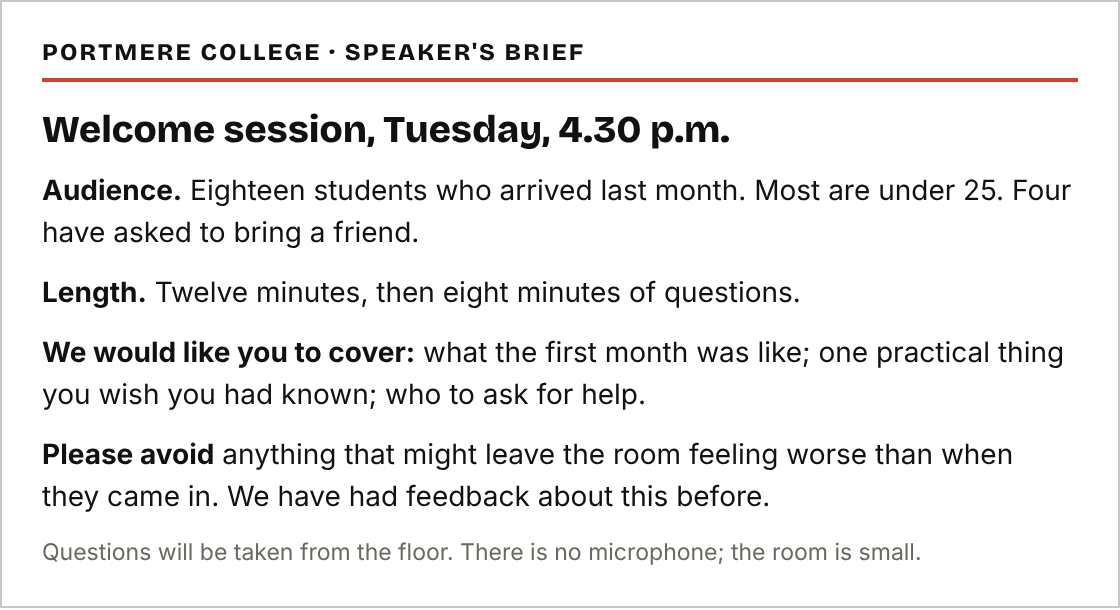 PORTMERE COLLEGE · SPEAKER'S BRIEF
Welcome session, Tuesday, 4.30 p.m.
Audience. Eighteen students who arrived last month. Most are under 25. Four
have asked to bring a friend.
Length. Twelve minutes, then eight minutes of questions.
We would like you to cover: what the first month was like; one practical thing
you wish you had known; who to ask for help.
Please avoid anything that might leave the room feeling worse than when
they came in. We have had feedback about this before.
Questions will be taken from the floor. There is no microphone; the room is small.